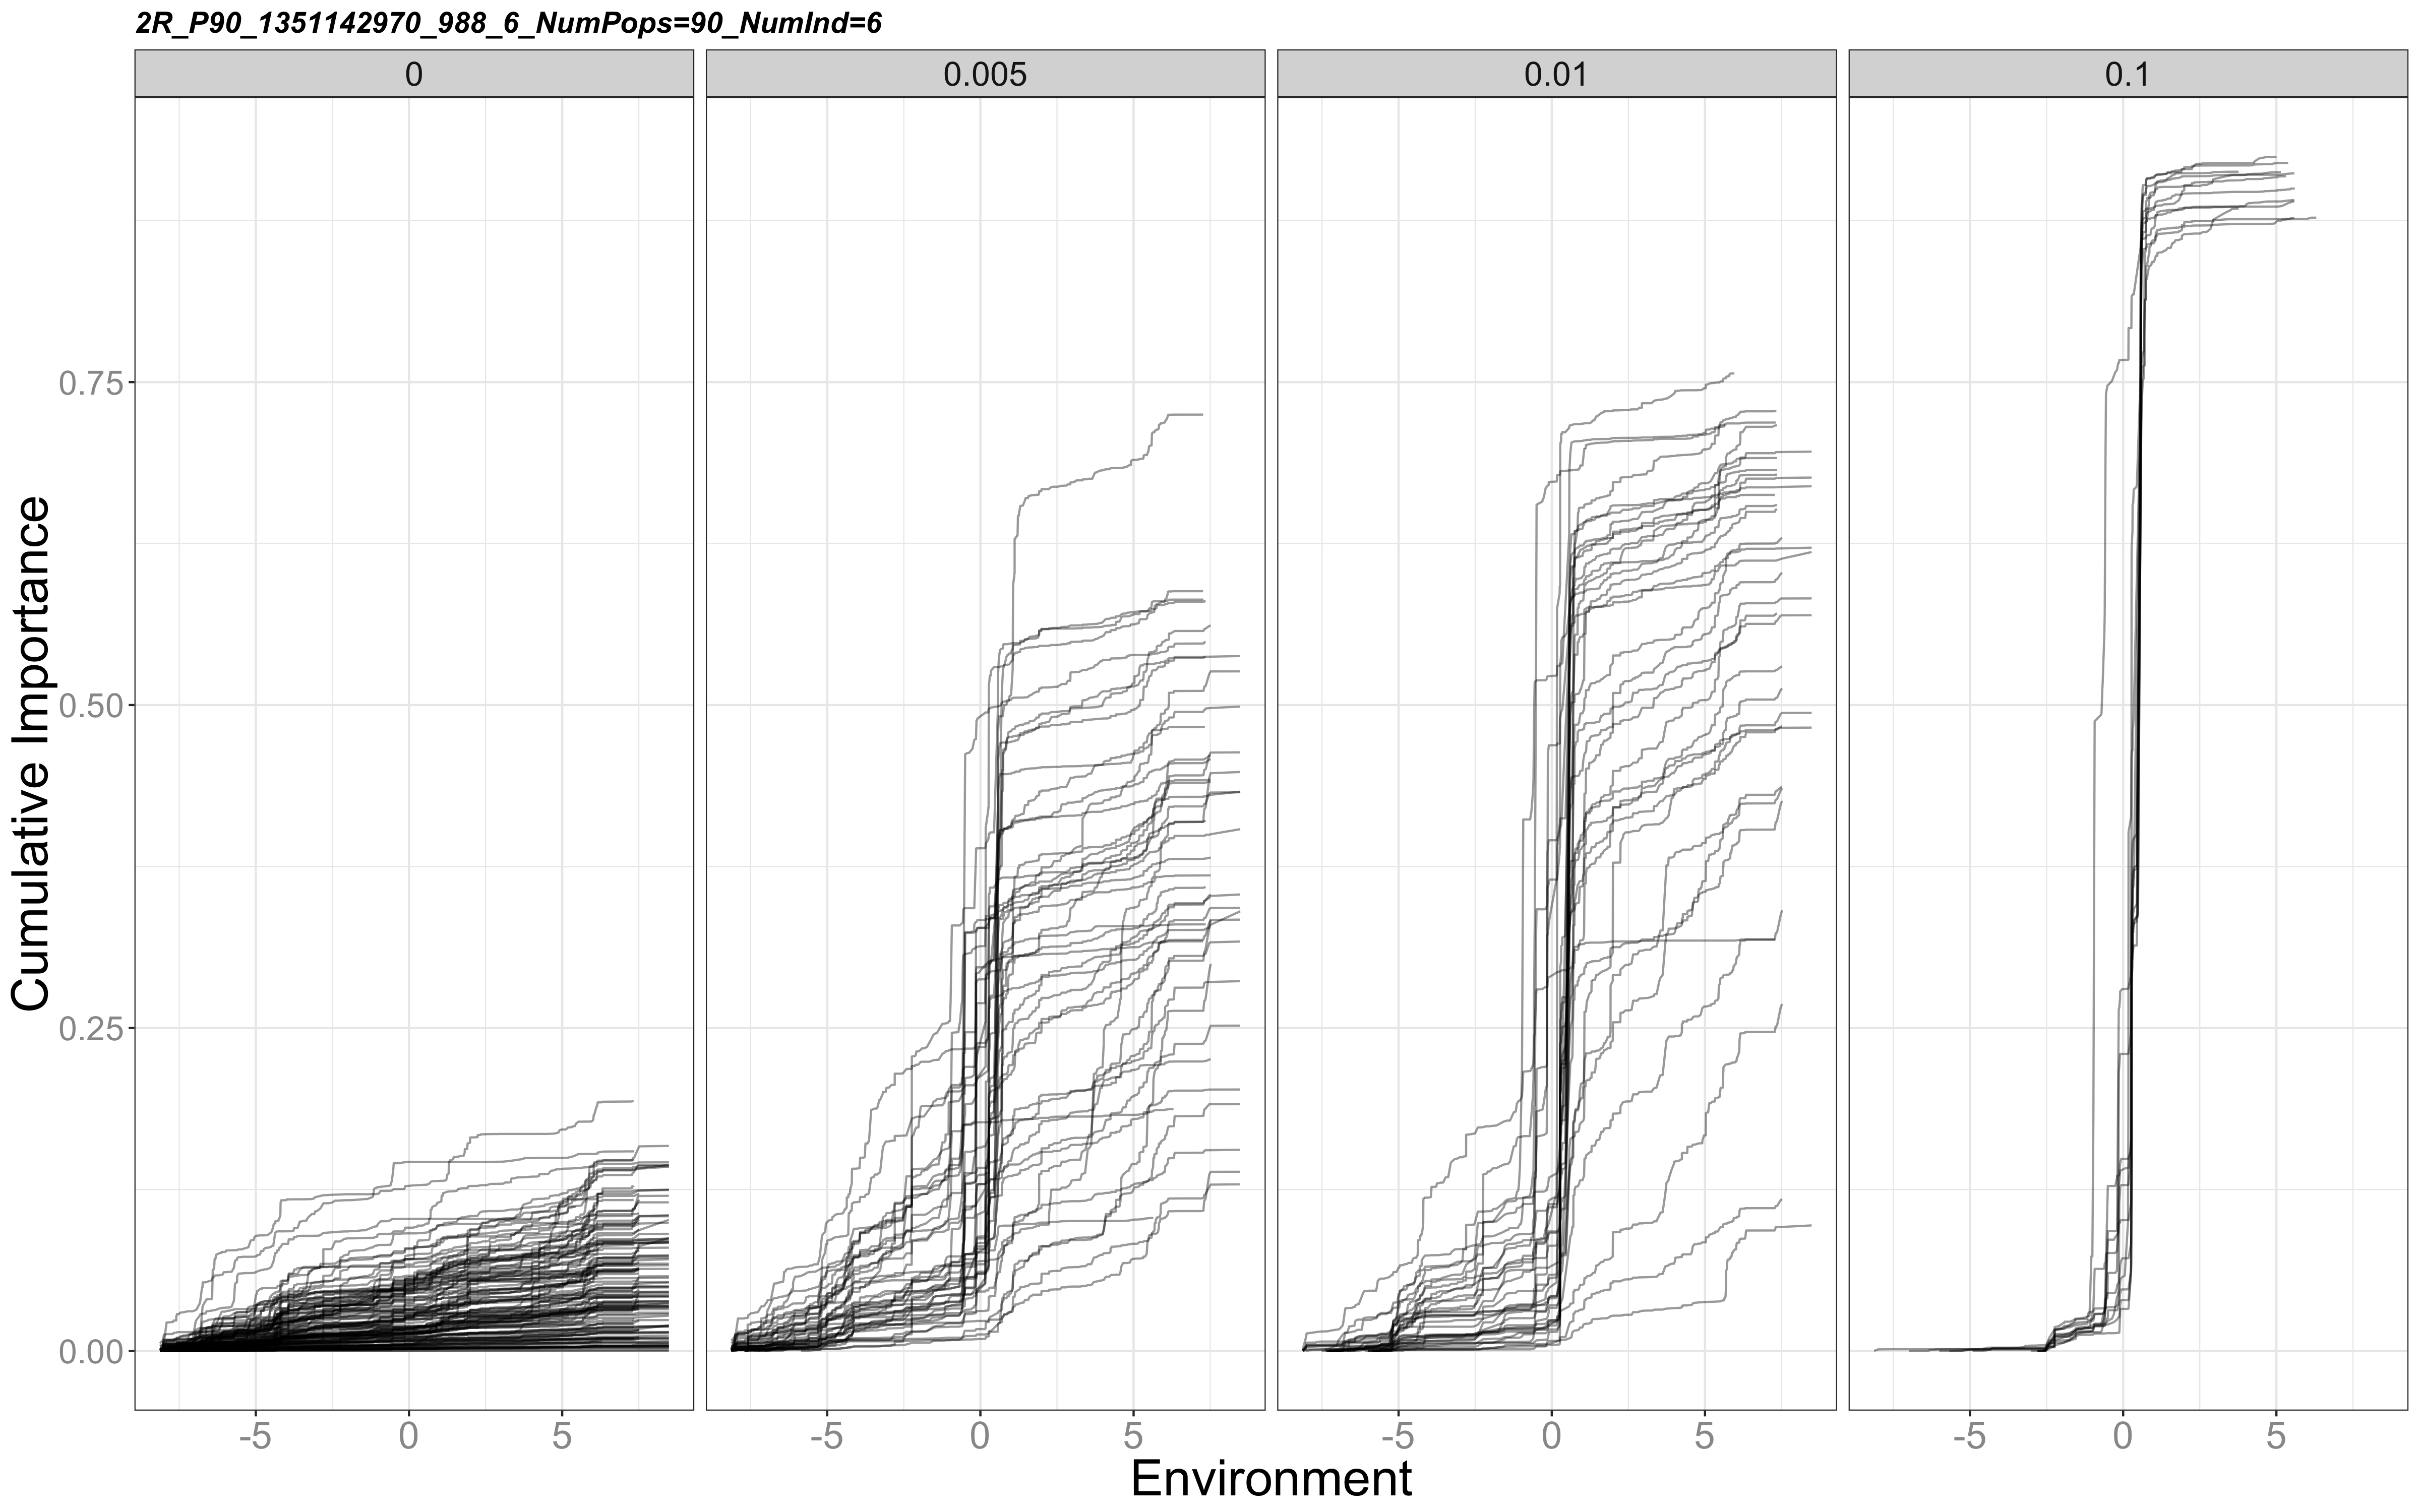 2R_P90_1351142970_988_6_NumPops=90_NumInd=6
0 0.005 0.01 0.1
Cumulative Importance
0.75
0.50
0.25
0.00
-5 0 5 -5 0 5 -5 0 5 -5 0 5
Environment